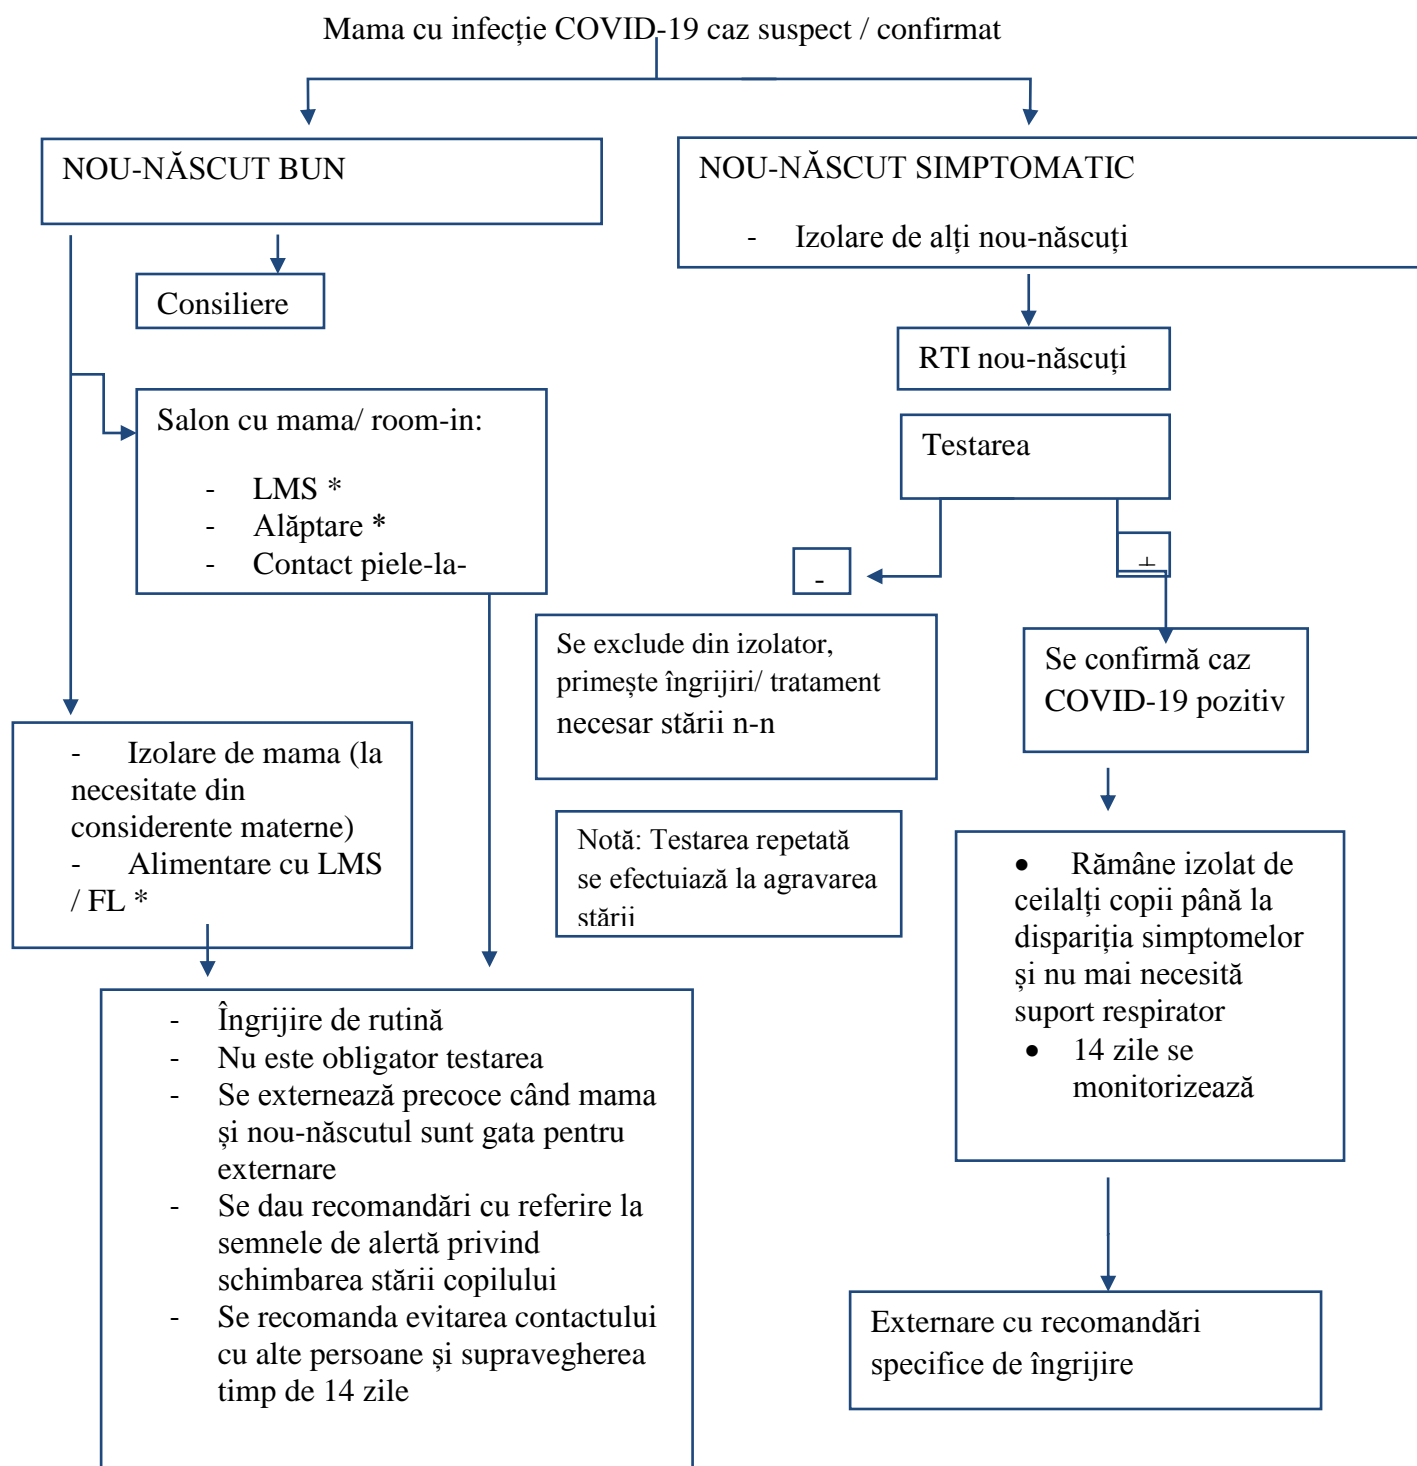 Mama cu infecție COVID-19 caz suspect / confirmat
NOU-NĂSCUT BUN
Consiliere
Salon cu mama/ room-in:
- LMS *
- Alăptare *
- Contact piele-la-
- Izolare de mama (la
necesitate din
considerente materne)
- Alimentare cu LMS
/ FL *
- Îngrijire de rutină
- Nu este obligator testarea
- Se externează precoce când mama
și nou-născutul sunt gata pentru
externare
- Se dau recomandări cu referire la
semnele de alertă privind
schimbarea stării copilului
- Se recomanda evitarea contactului
cu alte persoane și supravegherea
timp de 14 zile
NOU-NĂSCUT SIMPTOMATIC
- Izolare de alți nou-născuți
RTI nou-născuți
Testarea
-
+
Se exclude din izolator,
primește îngrijiri/ tratament
necesar stării n-n
Notă: Testarea repetată
se efectuiază la agravarea
stării
Se confirmă caz
COVID-19 pozitiv
• Rămâne izolat de
ceilalți copii până la
dispariția simptomelor
și nu mai necesită
suport respirator
• 14 zile se
monitorizează
Externare cu recomandări
specifice de îngrijire